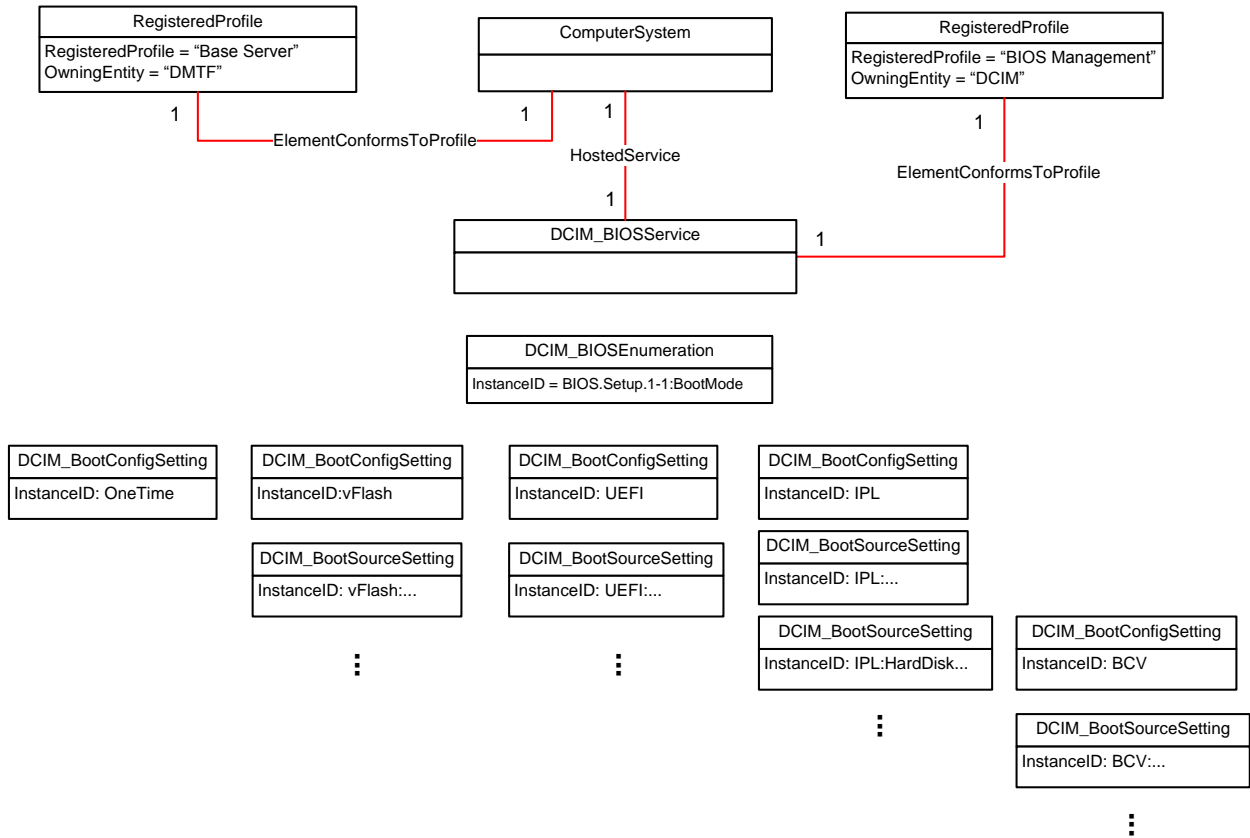 RegisteredProfile
RegisteredProfile = “Base Server”
OwningEntity = “DMTF”
ComputerSystem
RegisteredProfile
RegisteredProfile = “BIOS Management”
OwningEntity = “DCIM”
1
1
1
1
ElementConformsToProfile
HostedService
ElementConformsToProfile
1
DCIM_BIOSService
1
DCIM_BIOSEnumeration
InstanceID = BIOS.Setup.1-1:BootMode
DCIM_BootConfigSetting
InstanceID: OneTime
DCIM_BootConfigSetting
InstanceID:vFlash
DCIM_BootConfigSetting
InstanceID: UEFI
DCIM_BootConfigSetting
InstanceID: IPL
DCIM_BootSourceSetting
InstanceID: vFlash:...
DCIM_BootSourceSetting
InstanceID: UEFI:...
DCIM_BootSourceSetting
InstanceID: IPL:...
DCIM_BootSourceSetting
InstanceID: IPL:HardDisk...
DCIM_BootConfigSetting
InstanceID: BCV
DCIM_BootSourceSetting
InstanceID: BCV:...